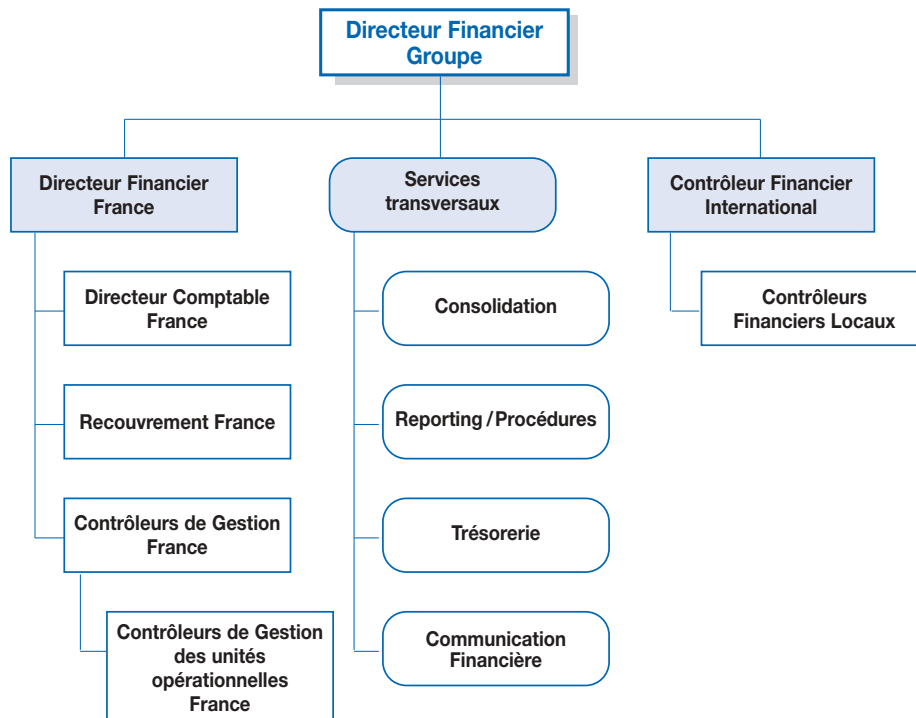 Directeur Financier
Groupe
Directeur Financier
France
Services
transversaux
Contrôleur Financier
International
Directeur Comptable
France
Consolidation
Contrôleurs
Financiers Locaux
Recouvrement France
Reporting / Procédures
Contrôleurs de Gestion
France
Trésorerie
Contrôleurs de Gestion
des unités
opérationnelles
France
Communication
Financière